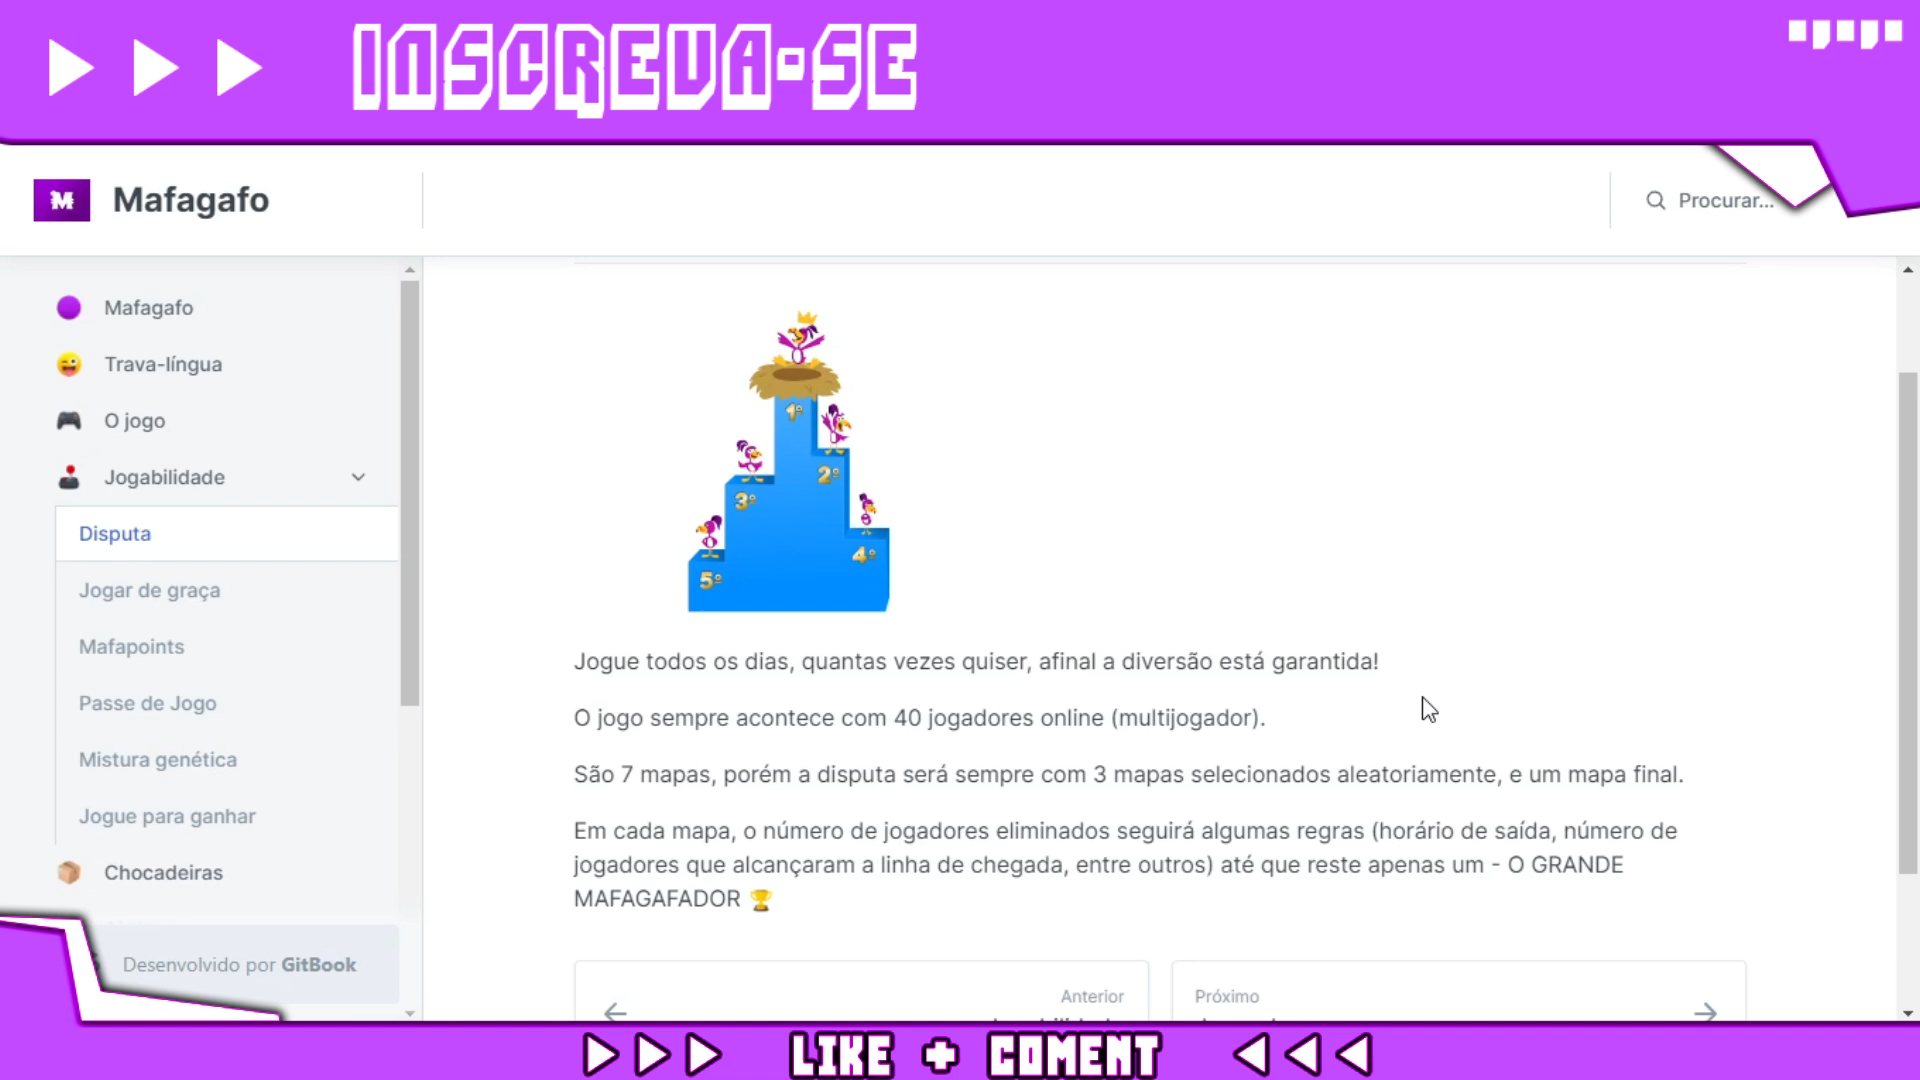 INSCREVA-SE
M
Mafagafo
Procurar...
Mafagafo
Trava-língua
O jogo
Jogabilidade
Disputa
Jogar de graça
Mafapoints
Passe de Jogo
Mistura genética
Jogue para ganhar
Chocadeiras
Desenvolvido por GitBook
1º
2º
3º
4º
5º
Jogue todos os dias, quantas vezes quiser, afinal a diversão está garantida!
O jogo sempre acontece com 40 jogadores online (multijogador).
São 7 mapas, porém a disputa será sempre com 3 mapas selecionados aleatoriamente, e um mapa final.
Em cada mapa, o número de jogadores eliminados seguirá algumas regras (horário de saída, número de
jogadores que alcançaram a linha de chegada, entre outros) até que reste apenas um - O GRANDE
MAFAGAFADOR 🏆
Anterior
Próximo
LIKE + COMENT